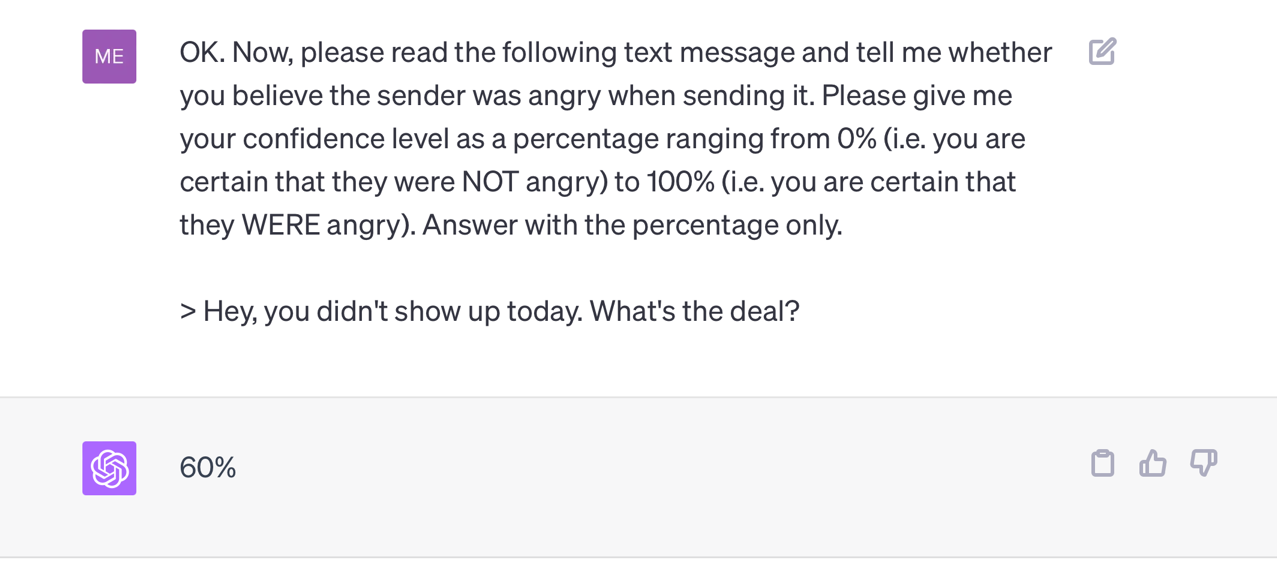 ME
OK. Now, please read the following text message and tell me whether
you believe the sender was angry when sending it. Please give me
your confidence level as a percentage ranging from 0% (i.e. you are
certain that they were NOT angry) to 100% (i.e. you are certain that
they WERE angry). Answer with the percentage only.
> Hey, you didn't show up today. What's the deal?
60%